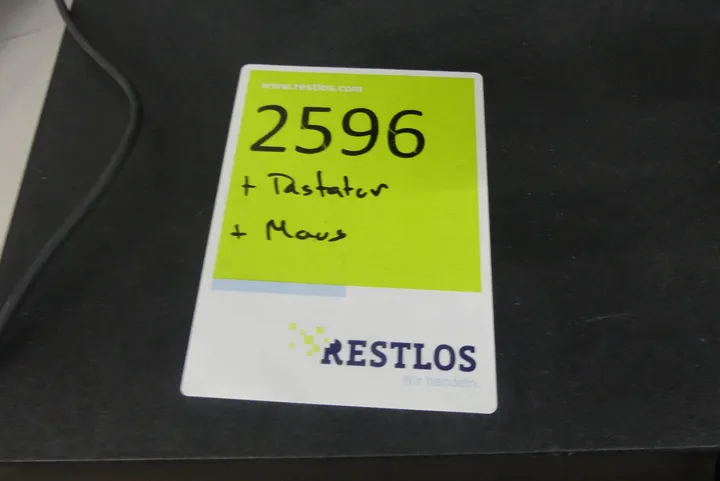 www.restlos.com
2596
+ Tastatur
+ Maus
RESTLOS
Wir handeln